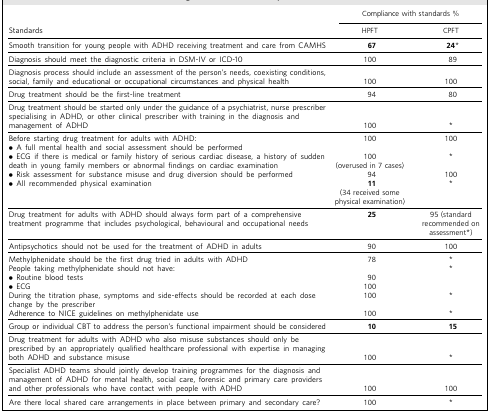 Compliance with standards %
Standards HPFT CPFT
Smooth transition for young people with ADHD receiving treatment and care from CAMHS 67 24*
Diagnosis should meet the diagnostic criteria in DSM-IV or ICD-10 100 89
Diagnosis process should include an assessment of the person's needs, coexisting conditions,
social, family and educational or occupational circumstances and physical health 100 100
Drug treatment should be the first-line treatment 94 80
Drug treatment should be started only under the guidance of a psychiatrist, nurse prescriber
specialising in ADHD, or other clinical prescriber with training in the diagnosis and
management of ADHD 100 *
Before starting drug treatment for adults with ADHD: 100 100
● A full mental health and social assessment should be performed
● ECG if there is medical or family history of serious cardiac disease, a history of sudden 100 *
death in young family members or abnormal findings on cardiac examination (overused in 7 cases)
● Risk assessment for substance misuse and drug diversion should be performed 94 100
● All recommended physical examination 11 *
(34 received some
physical examination)
Drug treatment for adults with ADHD should always form part of a comprehensive 25 95 (standard
treatment programme that includes psychological, behavioural and occupational needs recommended on
assessment*)
Antipsychotics should not be used for the treatment of ADHD in adults 90 100
Methylphenidate should be the first drug tried in adults with ADHD 78 *
People taking methylphenidate should not have: *
● Routine blood tests 90
● ECG 100
During the titration phase, symptoms and side-effects should be recorded at each dose 100 *
change by the prescriber
Adherence to NICE guidelines on methylphenidate use 100 *
Group or individual CBT to address the person's functional impairment should be considered 10 15
Drug treatment for adults with ADHD who also misuse substances should only be
prescribed by an appropriately qualified healthcare professional with expertise in managing
both ADHD and substance misuse 100 *
Specialist ADHD teams should jointly develop training programmes for the diagnosis and
management of ADHD for mental health, social care, forensic and primary care providers
and other professionals who have contact with people with ADHD 100 100
Are there local shared care arrangements in place between primary and secondary care? 100 *